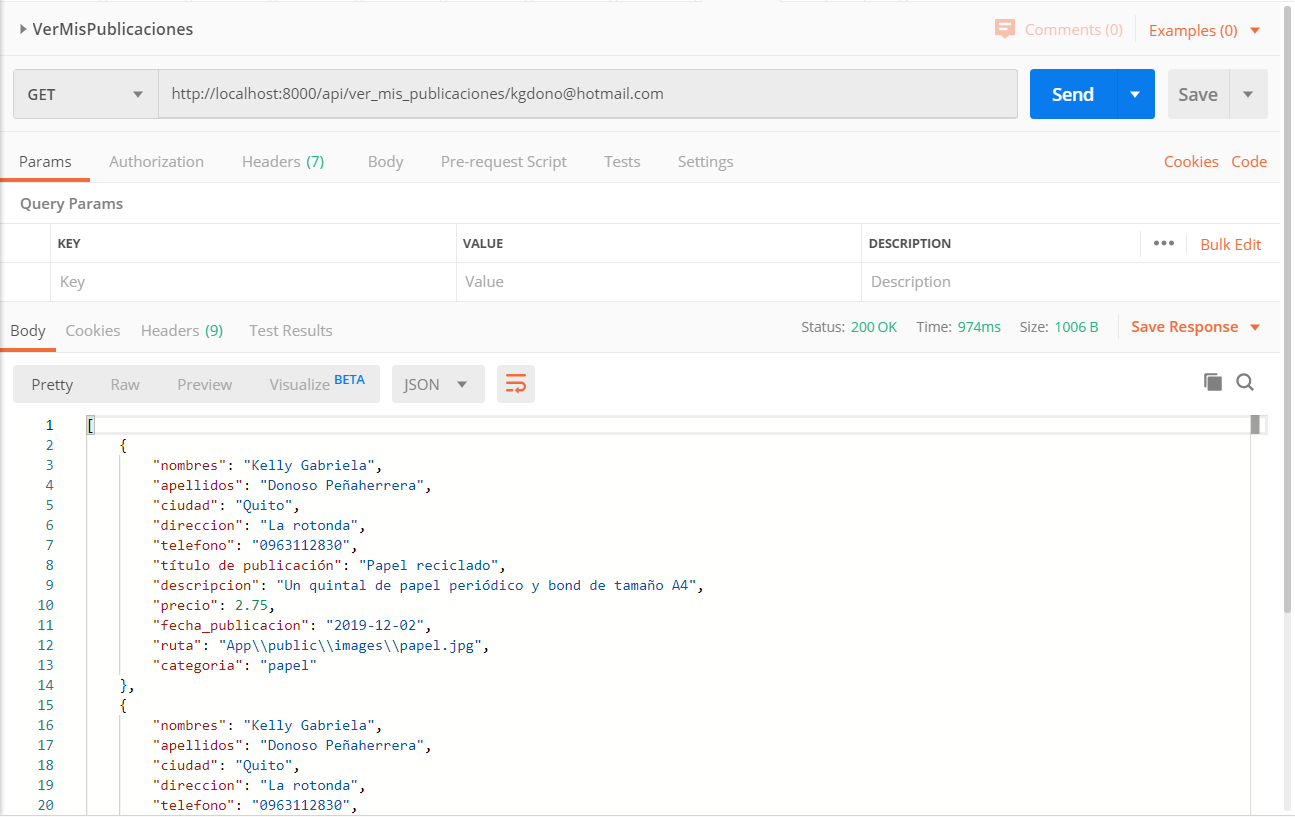 VerMisPublicaciones Comments (0) Examples (0)
GET http://localhost:8000/api/ver_mis_publicaciones/kgdono@hotmail.com Send Save
Params Authorization Headers (7) Body Pre-request Script Tests Settings Cookies Code
Query Params
KEY VALUE DESCRIPTION ••• Bulk Edit
Key Value Description
Body Cookies Headers (9) Test Results Status: 200 OK Time: 974ms Size: 1006 B Save Response
Pretty Raw Preview Visualize BETA JSON
1 [
2 {
3 "nombres": "Kelly Gabriela",
4 "apellidos": "Donoso Peñaherrera",
5 "ciudad": "Quito",
6 "direccion": "La rotonda",
7 "telefono": "0963112830",
8 "título de publicación": "Papel reciclado",
9 "descripcion": "Un quintal de papel periódico y bond de tamaño A4",
10 "precio": 2.75,
11 "fecha_publicacion": "2019-12-02",
12 "ruta": "App\\public\\images\\papel.jpg",
13 "categoria": "papel"
14 },
15 {
16 "nombres": "Kelly Gabriela",
17 "apellidos": "Donoso Peñaherrera",
18 "ciudad": "Quito",
19 "direccion": "La rotonda",
20 "telefono": "0963112830",